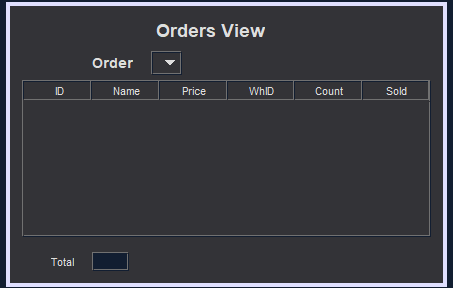 Orders View
Order
ID Name Price WhID Count Sold
Total